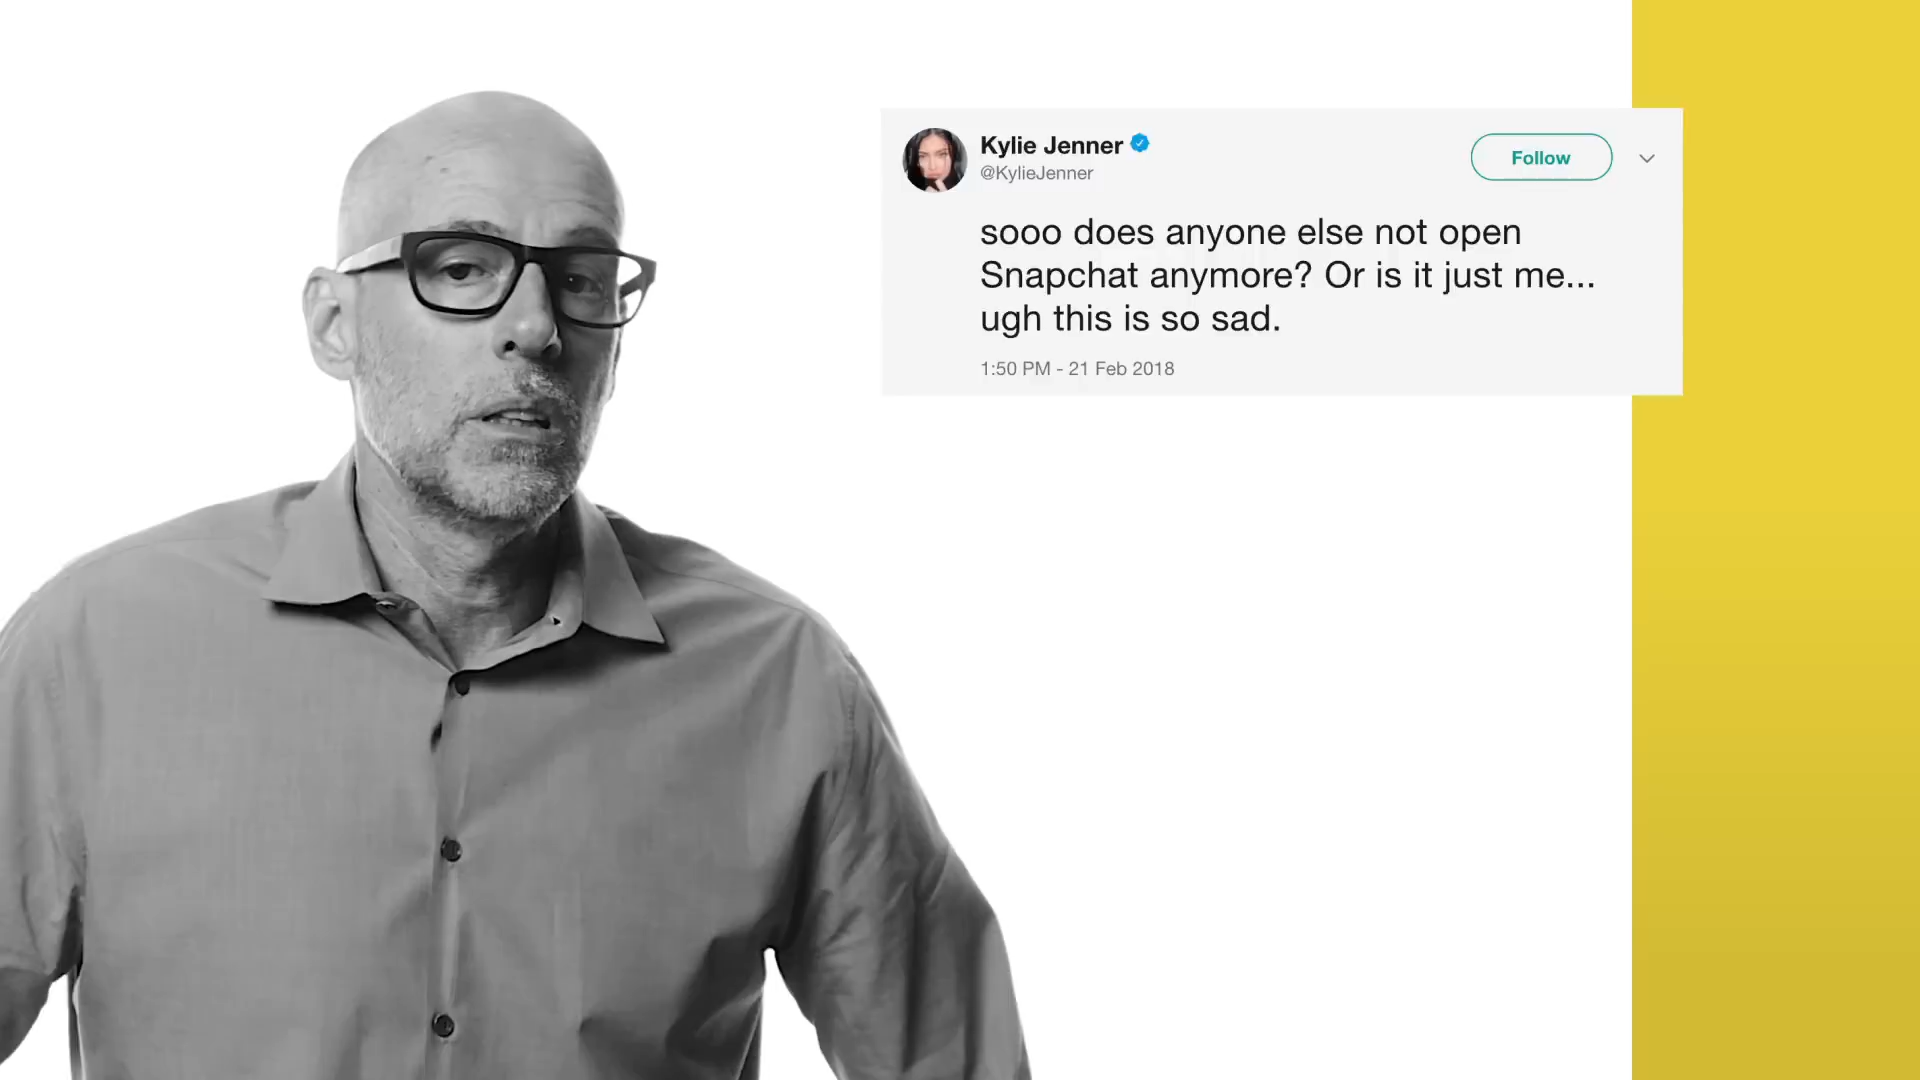 Kylie Jenner
@KylieJenner
Follow
sooo does anyone else not open
Snapchat anymore? Or is it just me...
ugh this is so sad.
1:50 PM - 21 Feb 2018